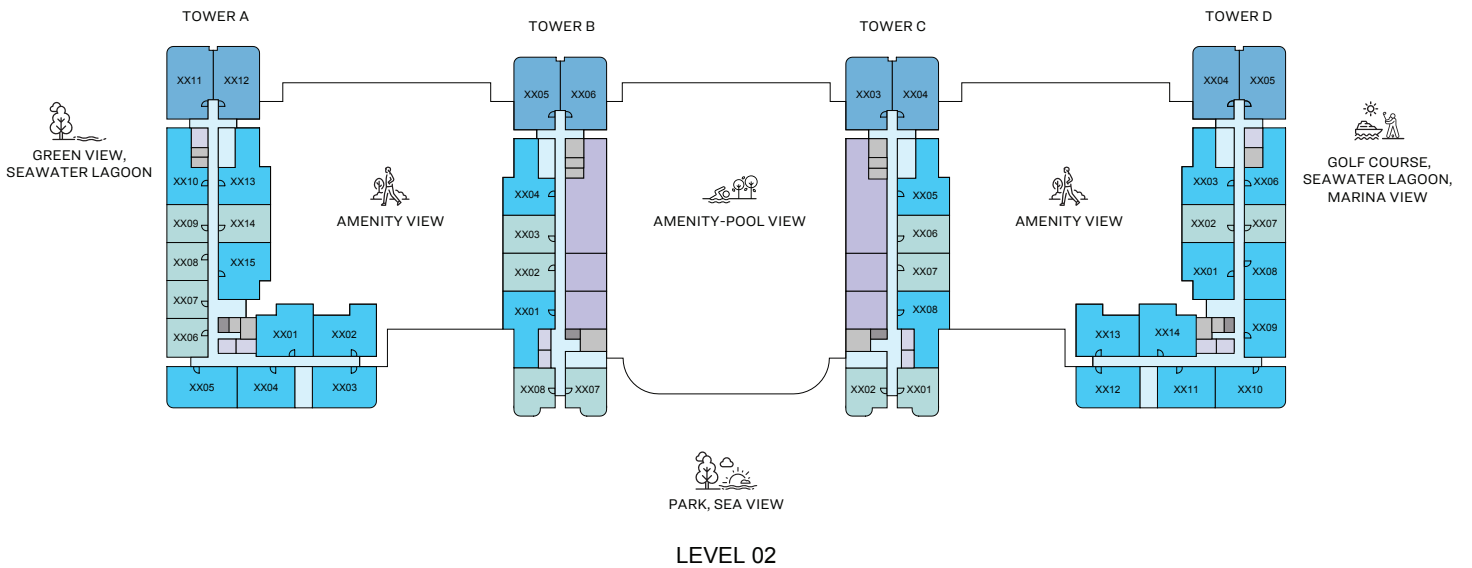 TOWER A
TOWER B
TOWER C
TOWER D
XX11 XX12
XX05 XX06
XX03 XX04
XX04 XX05
GREEN VIEW,
SEAWATER LAGOON
GOLF COURSE,
SEAWATER LAGOON,
MARINA VIEW
XX10 XX13
XX09 XX14
XX08 XX15
XX07
XX06
XX01 XX02
XX05 XX04 XX03
AMENITY VIEW
XX04
XX03
XX02
XX01
XX08 XX07
AMENITY-POOL VIEW
XX05
XX06
XX07
XX08
XX02 XX01
AMENITY VIEW
XX03 XX06
XX02 XX07
XX01 XX08
XX09
XX13 XX14
XX12 XX11 XX10
PARK, SEA VIEW
LEVEL 02